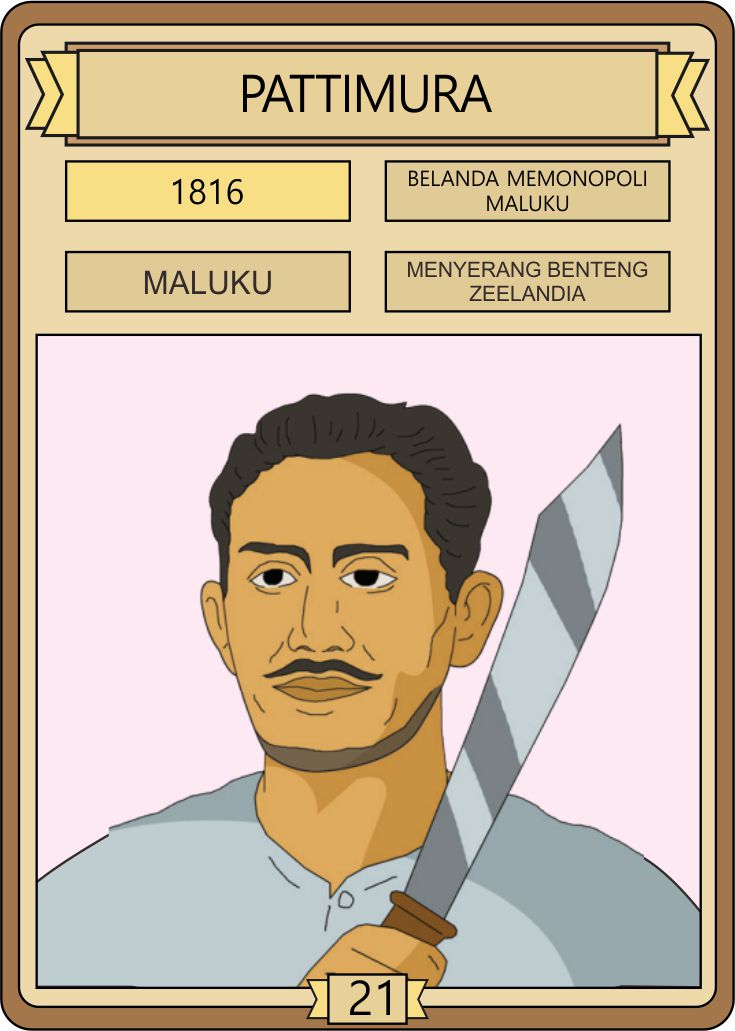 PATTIMURA
1816
BELANDA MEMONOPOLI
MALUKU
MALUKU
MENYERANG BENTENG
ZEELANDIA
21